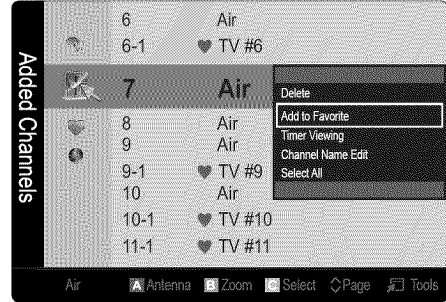 Added Channels
6 Air
6-1 ♥ TV #6
7 Air
8 Air
9 Air
9-1 ♥ TV #9
10 Air
10-1 ♥ TV #10
11-1 ♥ TV #11
Delete
Add to Favorite
Timer Viewing
Channel Name Edit
Select All
Air A Antenna B Zoom C Select Page Tools